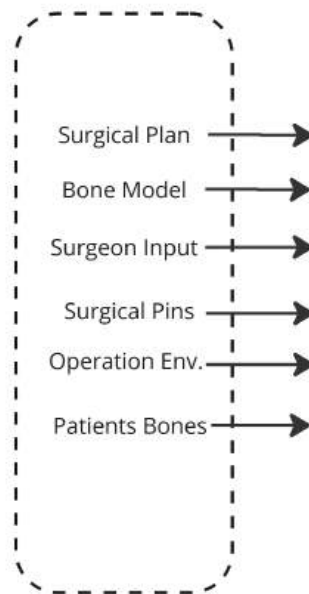 Surgical Plan
Bone Model
Surgeon Input
Surgical Pins
Operation Env.
Patients Bones